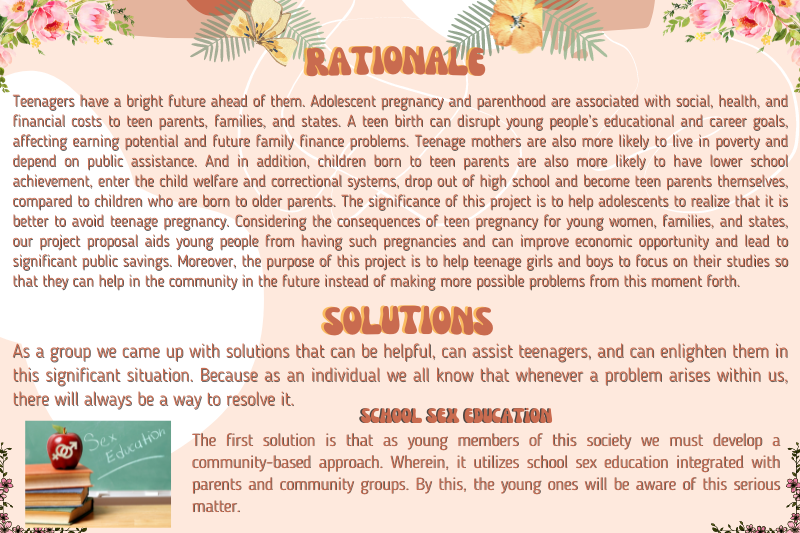 RATIONALE
Teenagers have a bright future ahead of them. Adolescent pregnancy and parenthood are associated with social, health, and
financial costs to teen parents, families, and states. A teen birth can disrupt young people's educational and career goals,
affecting earning potential and future family finance problems. Teenage mothers are also more likely to live in poverty and
depend on public assistance. And in addition, children born to teen parents are also more likely to have lower school
achievement, enter the child welfare and correctional systems, drop out of high school and become teen parents themselves,
compared to children who are born to older parents. The significance of this project is to help adolescents to realize that it is
better to avoid teenage pregnancy. Considering the consequences of teen pregnancy for young women, families, and states,
our project proposal aids young people from having such pregnancies and can improve economic opportunity and lead to
significant public savings. Moreover, the purpose of this project is to help teenage girls and boys to focus on their studies so
that they can help in the community in the future instead of making more possible problems from this moment forth.
SOLUTIONS
As a group we came up with solutions that can be helpful, can assist teenagers, and can enlighten them in
this significant situation. Because as an individual we all know that whenever a problem arises within us,
there will always be a way to resolve it.
SCHOOL SEX EDUCATION
Sex
Education
The first solution is that as young members of this society we must develop a
community-based approach. Wherein, it utilizes school sex education integrated with
parents and community groups. By this, the young ones will be aware of this serious
matter.